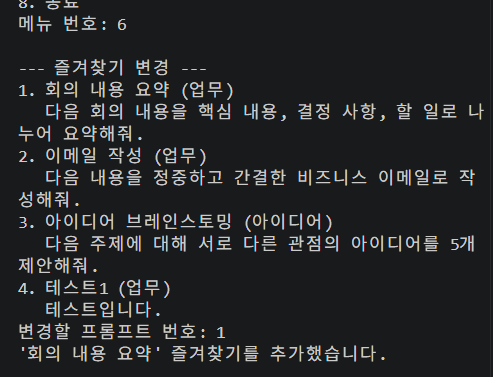 8. 종료
메뉴 번호: 6
--- 즐겨찾기 변경 ---
1. 회의 내용 요약 (업무)
다음 회의 내용을 핵심 내용, 결정 사항, 할 일로 나
누어 요약해줘.
2. 이메일 작성 (업무)
다음 내용을 정중하고 간결한 비즈니스 이메일로 작
성해줘.
3. 아이디어 브레인스토밍 (아이디어)
다음 주제에 대해 서로 다른 관점의 아이디어를 5개
제안해줘.
4. 테스트1 (업무)
테스트입니다.
변경할 프롬프트 번호: 1
'회의 내용 요약' 즐겨찾기를 추가했습니다.